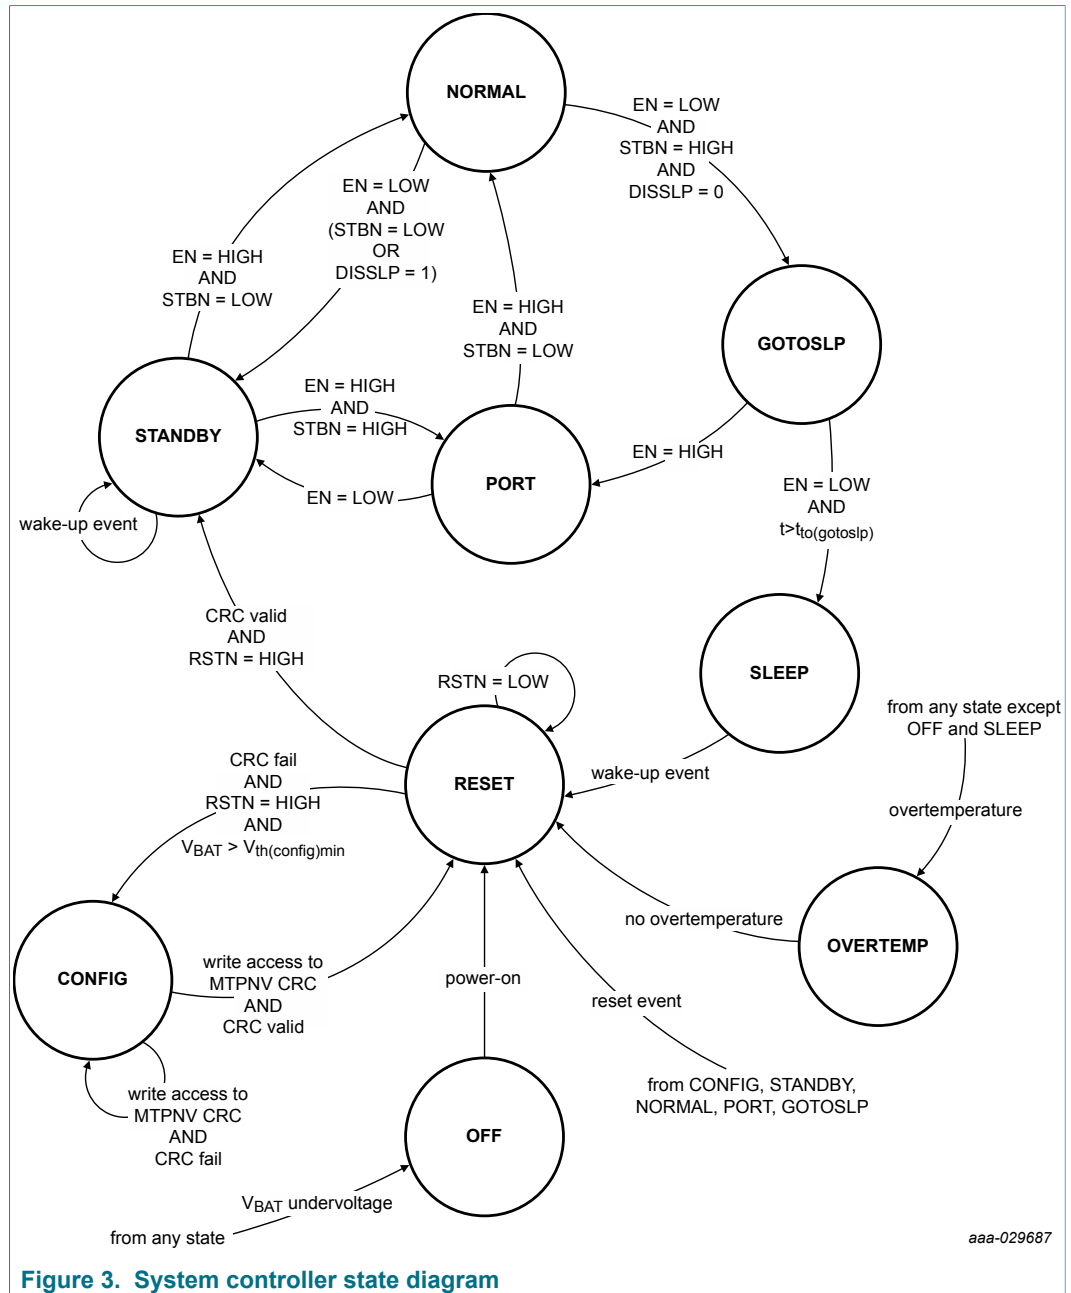 NORMAL
EN = LOW
AND
STBN = HIGH
AND
DISSLP = 0
EN = LOW
AND
(STBN = LOW
OR
DISSLP = 1)
EN = HIGH
AND
STBN = LOW
EN = HIGH
AND
STBN = LOW
GOTOSLP
STANDBY
EN = HIGH
AND
STBN = HIGH
EN = HIGH
PORT
EN = LOW
EN = LOW
AND
t>tto(gotoslp)
wake-up event
CRC valid
AND
RSTN = HIGH
RSTN = LOW
SLEEP
from any state except
OFF and SLEEP
CRC fail
AND
RSTN = HIGH
AND
VBAT > Vth(config)min
RESET
wake-up event
overtemperature
no overtemperature
OVERTEMP
CONFIG
write access to
MTPNV CRC
AND
CRC valid
power-on
reset event
from CONFIG, STANDBY,
NORMAL, PORT, GOTOSLP
write access to
MTPNV CRC
AND
CRC fail
OFF
VBAT undervoltage
from any state
aaa-029687
Figure 3. System controller state diagram